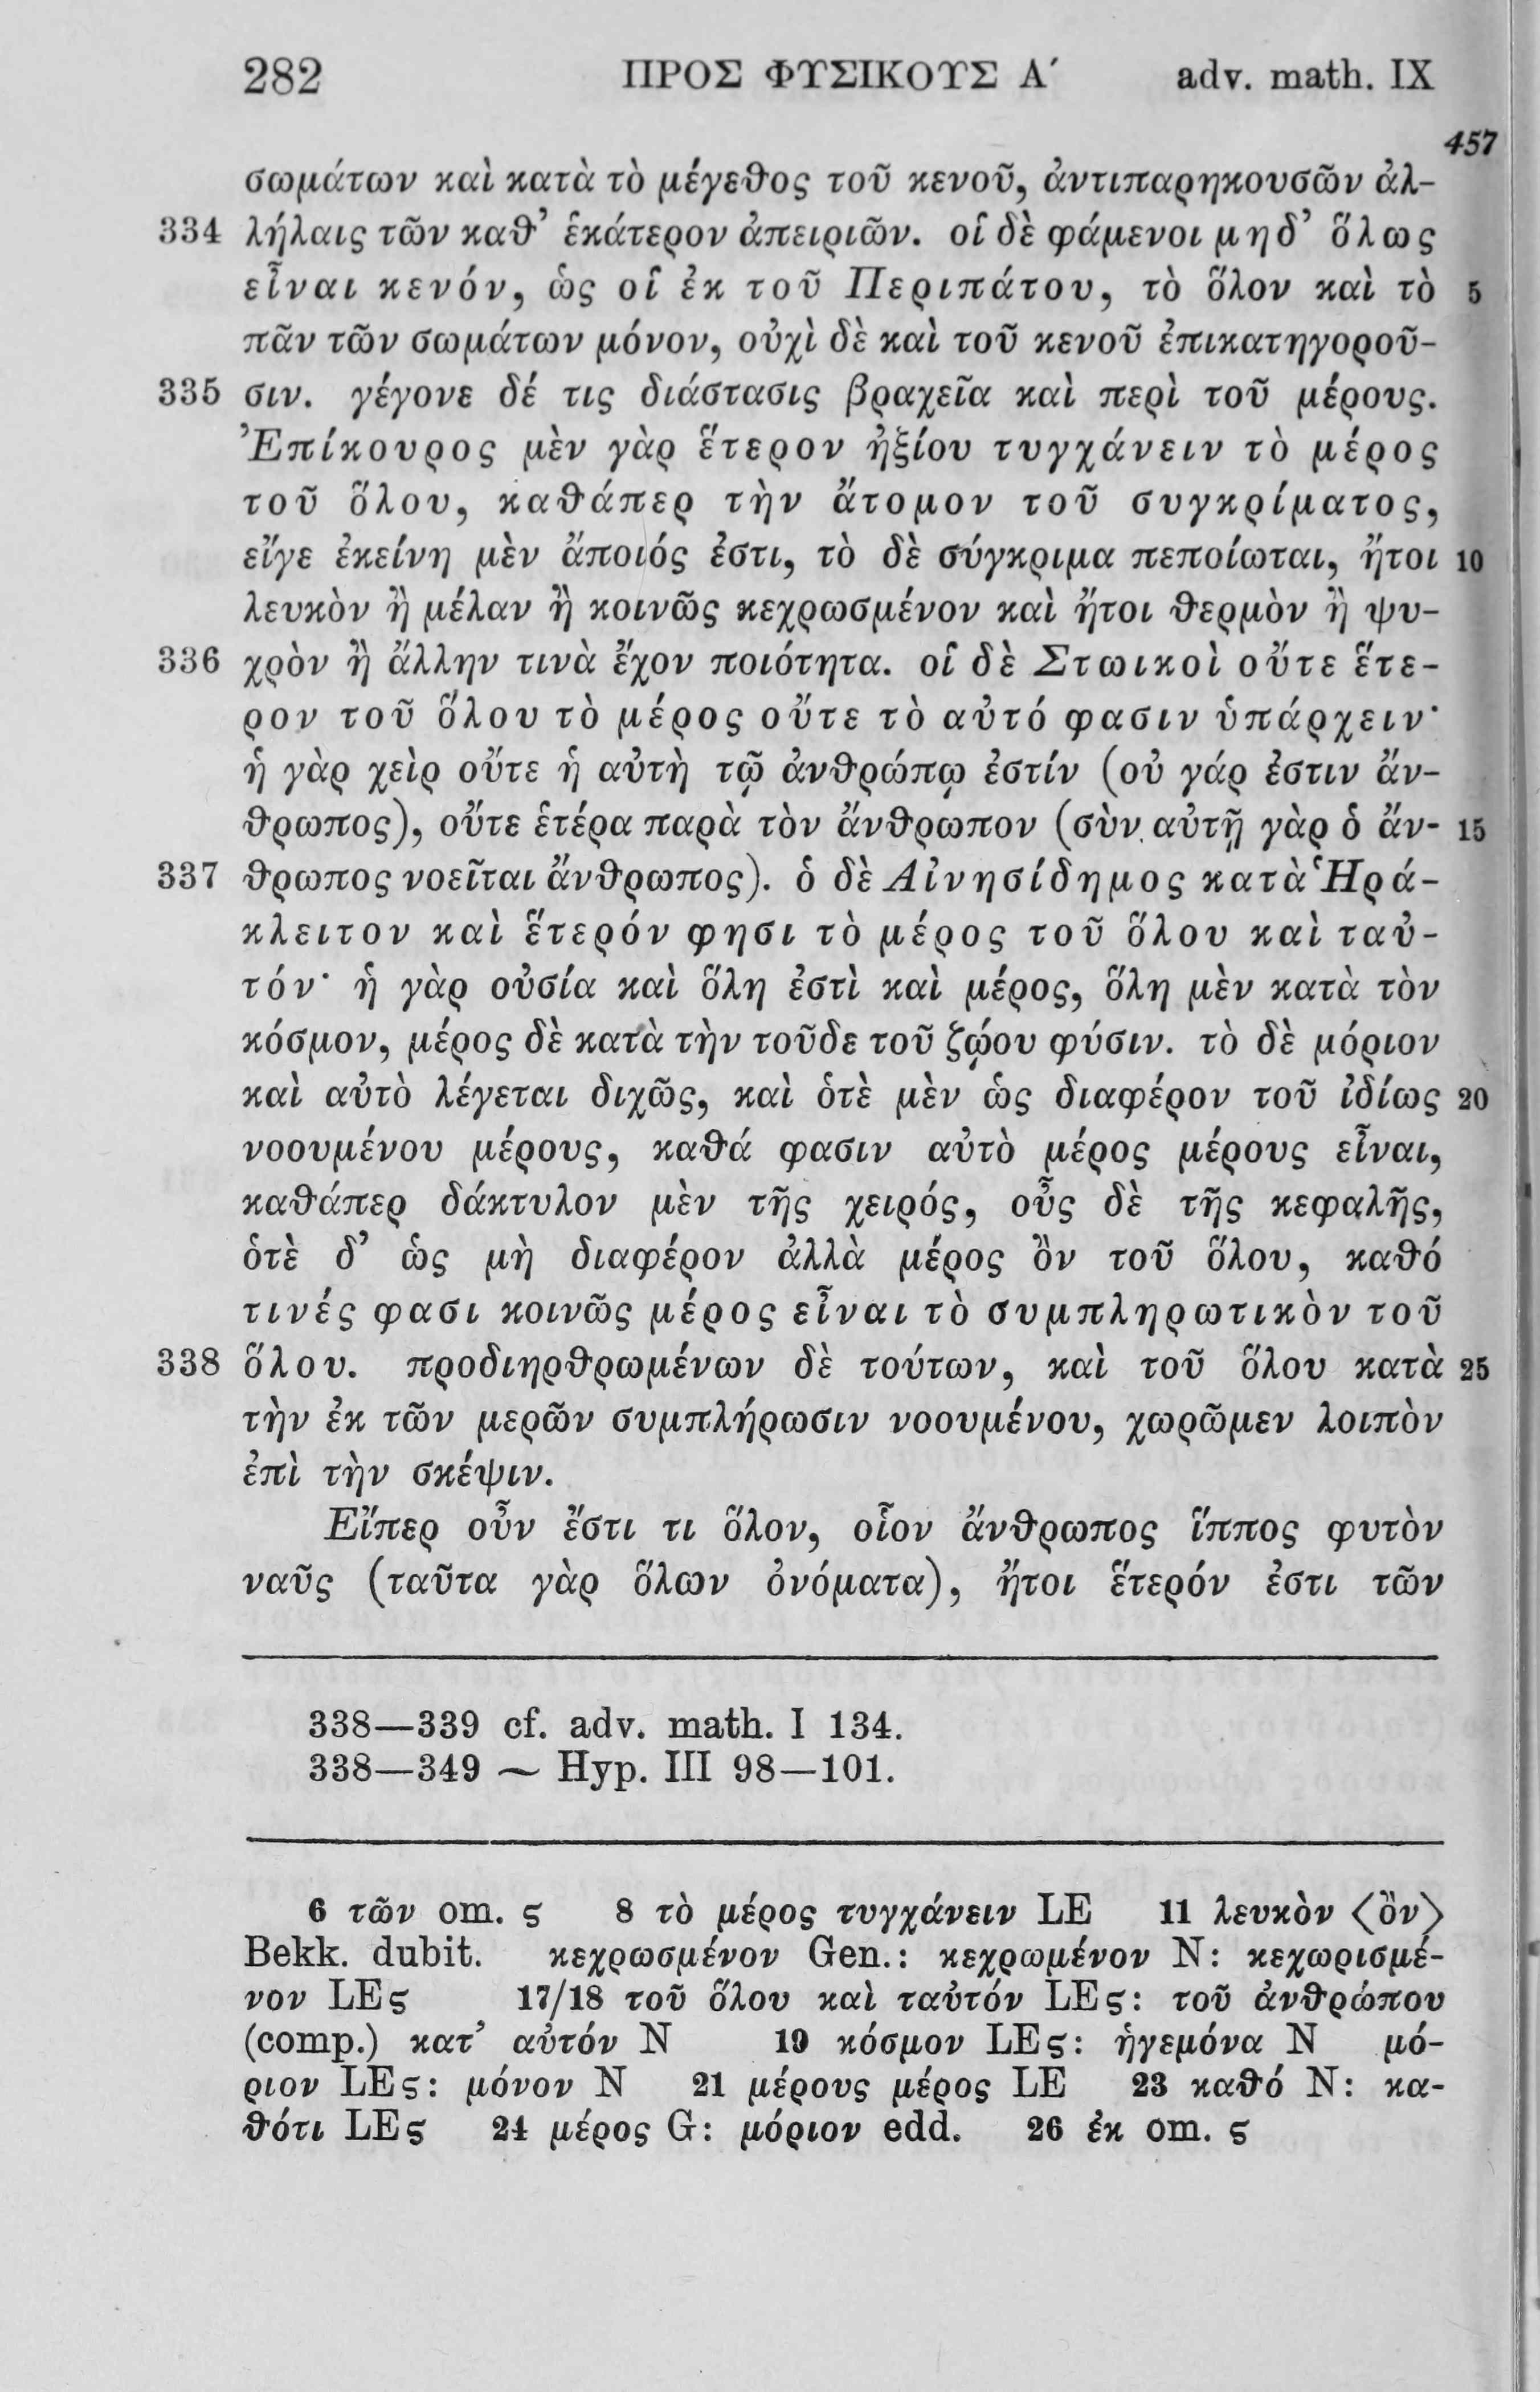 282 ΠΡΟΣ ΦΥΣΙΚΟΥΣ Α΄ adv. math. IX
457
σωμάτων καὶ κατὰ τὸ μέγεθος τοῦ κενοῦ, ἀντιπαρηκουσῶν ἀλ-
334 λήλαις τῶν καθ’ ἑκάτερον ἀπειριῶν. οἱ δὲ φάμενοι μηδ’ ὅλως
εἶναι κενόν, ὡς οἱ ἐκ τοῦ Περιπάτου, τὸ ὅλον καὶ τὸ 5
πᾶν τῶν σωμάτων μόνον, οὐχὶ δὲ καὶ τοῦ κενοῦ ἐπικατηγοροῦ-
335 σιν. γέγονε δέ τις διάστασις βραχεῖα καὶ περὶ τοῦ μέρους.
Ἐπίκουρος μὲν γὰρ ἕτερον ἠξίου τυγχάνειν τὸ μέρος
τοῦ ὅλου, καθάπερ τὴν ἄτομον τοῦ συγκρίματος,
εἴγε ἐκείνη μὲν ἄποιός ἐστι, τὸ δὲ σύγκριμα πεποίωται, ἤτοι 10
λευκὸν ἢ μέλαν ἢ κοινῶς κεχρωσμένον καὶ ἤτοι θερμὸν ἢ ψυ-
336 χρὸν ἢ ἄλλην τινὰ ἔχον ποιότητα. οἱ δὲ Στωικοὶ οὔτε ἕτε-
ρον τοῦ ὅλου τὸ μέρος οὔτε τὸ αὐτό φασιν ὑπάρχειν·
ἡ γὰρ χεὶρ οὔτε ἡ αὐτὴ τῷ ἀνθρώπῳ ἐστίν (οὐ γάρ ἐστιν ἄν-
θρωπος), οὔτε ἑτέρα παρὰ τὸν ἄνθρωπον (σὺν αὐτῇ γὰρ ὁ ἄν- 15
337 θρωπος νοεῖται ἄνθρωπος). ὁ δὲ Αἰνησίδημος κατὰ Ἡρά-
κλειτον καὶ ἕτερόν φησι τὸ μέρος τοῦ ὅλου καὶ ταὐ-
τόν· ἡ γὰρ οὐσία καὶ ὅλη ἐστὶ καὶ μέρος, ὅλη μὲν κατὰ τὸν
κόσμον, μέρος δὲ κατὰ τὴν τοῦδε τοῦ ζῴου φύσιν. τὸ δὲ μόριον
καὶ αὐτὸ λέγεται διχῶς, καὶ ὁτὲ μὲν ὡς διαφέρον τοῦ ἰδίως 20
νοουμένου μέρους, καθά φασιν αὐτὸ μέρος μέρους εἶναι,
καθάπερ δάκτυλον μὲν τῆς χειρός, οὖς δὲ τῆς κεφαλῆς,
ὁτὲ δ’ ὡς μὴ διαφέρον ἀλλὰ μέρος ὂν τοῦ ὅλου, καθό
τινές φασι κοινῶς μέρος εἶναι τὸ συμπληρωτικὸν τοῦ
338 ὅλου. προδιηρθρωμένων δὲ τούτων, καὶ τοῦ ὅλου κατὰ 25
τὴν ἐκ τῶν μερῶν συμπλήρωσιν νοουμένου, χωρῶμεν λοιπὸν
ἐπὶ τὴν σκέψιν.
Εἴπερ οὖν ἔστι τι ὅλον, οἷον ἄνθρωπος ἵππος φυτὸν
ναῦς (ταῦτα γὰρ ὅλων ὀνόματα), ἤτοι ἕτερόν ἐστι τῶν
338—339 cf. adv. math. I 134.
338—349 ~ Hyp. III 98—101.
6 τῶν om. ς 8 τὸ μέρος τυγχάνειν LE 11 λευκὸν ⟨ὂν⟩
Bekk. dubit. κεχρωσμένον Gen.: κεχρωμένον N: κεχωρισμέ-
νον LEς 17/18 τοῦ ὅλου καὶ ταὐτόν LEς: τοῦ ἀνθρώπου
(comp.) κατ’ αὐτόν N 19 κόσμον LEς: ἡγεμόνα N μό-
ριον LEς: μόνον N 21 μέρους μέρος LE 23 καθό N: κα-
θότι LEς 24 μέρος G: μόριον edd. 26 ἐκ om. ς